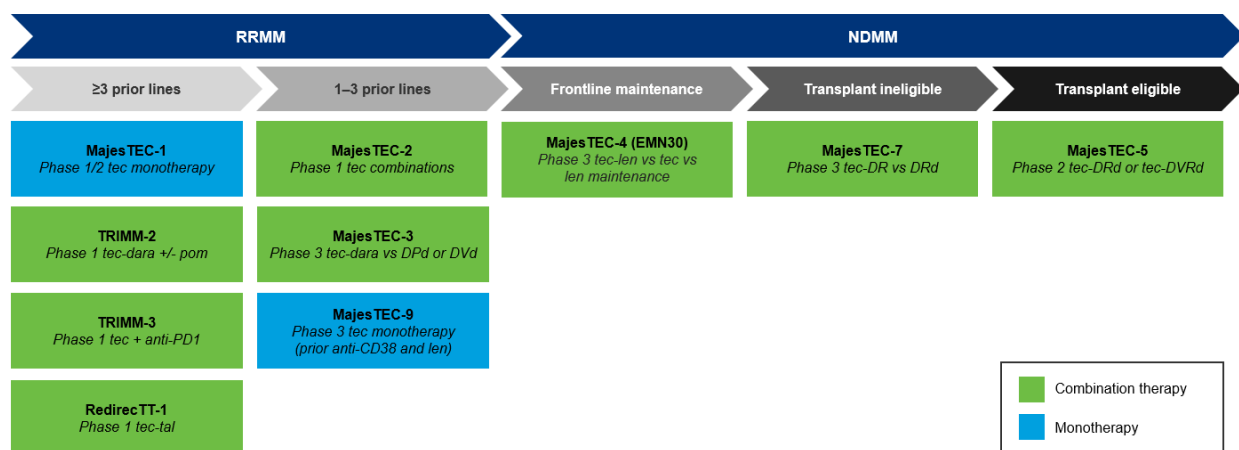 RRMM
NDMM
≥3 prior lines
1–3 prior lines
Frontline maintenance
Transplant ineligible
Transplant eligible
MajesTEC-1
Phase 1/2 tec monotherapy
MajesTEC-2
Phase 1 tec combinations
MajesTEC-4 (EMN30)
Phase 3 tec-len vs tec vs
len maintenance
MajesTEC-7
Phase 3 tec-DR vs DRd
MajesTEC-5
Phase 2 tec-DRd or tec-DVRd
TRIMM-2
Phase 1 tec-dara +/- pom
MajesTEC-3
Phase 3 tec-dara vs DPd or DVd
TRIMM-3
Phase 1 tec + anti-PD1
MajesTEC-9
Phase 3 tec monotherapy
(prior anti-CD38 and len)
RedirecTT-1
Phase 1 tec-tal
Combination therapy
Monotherapy